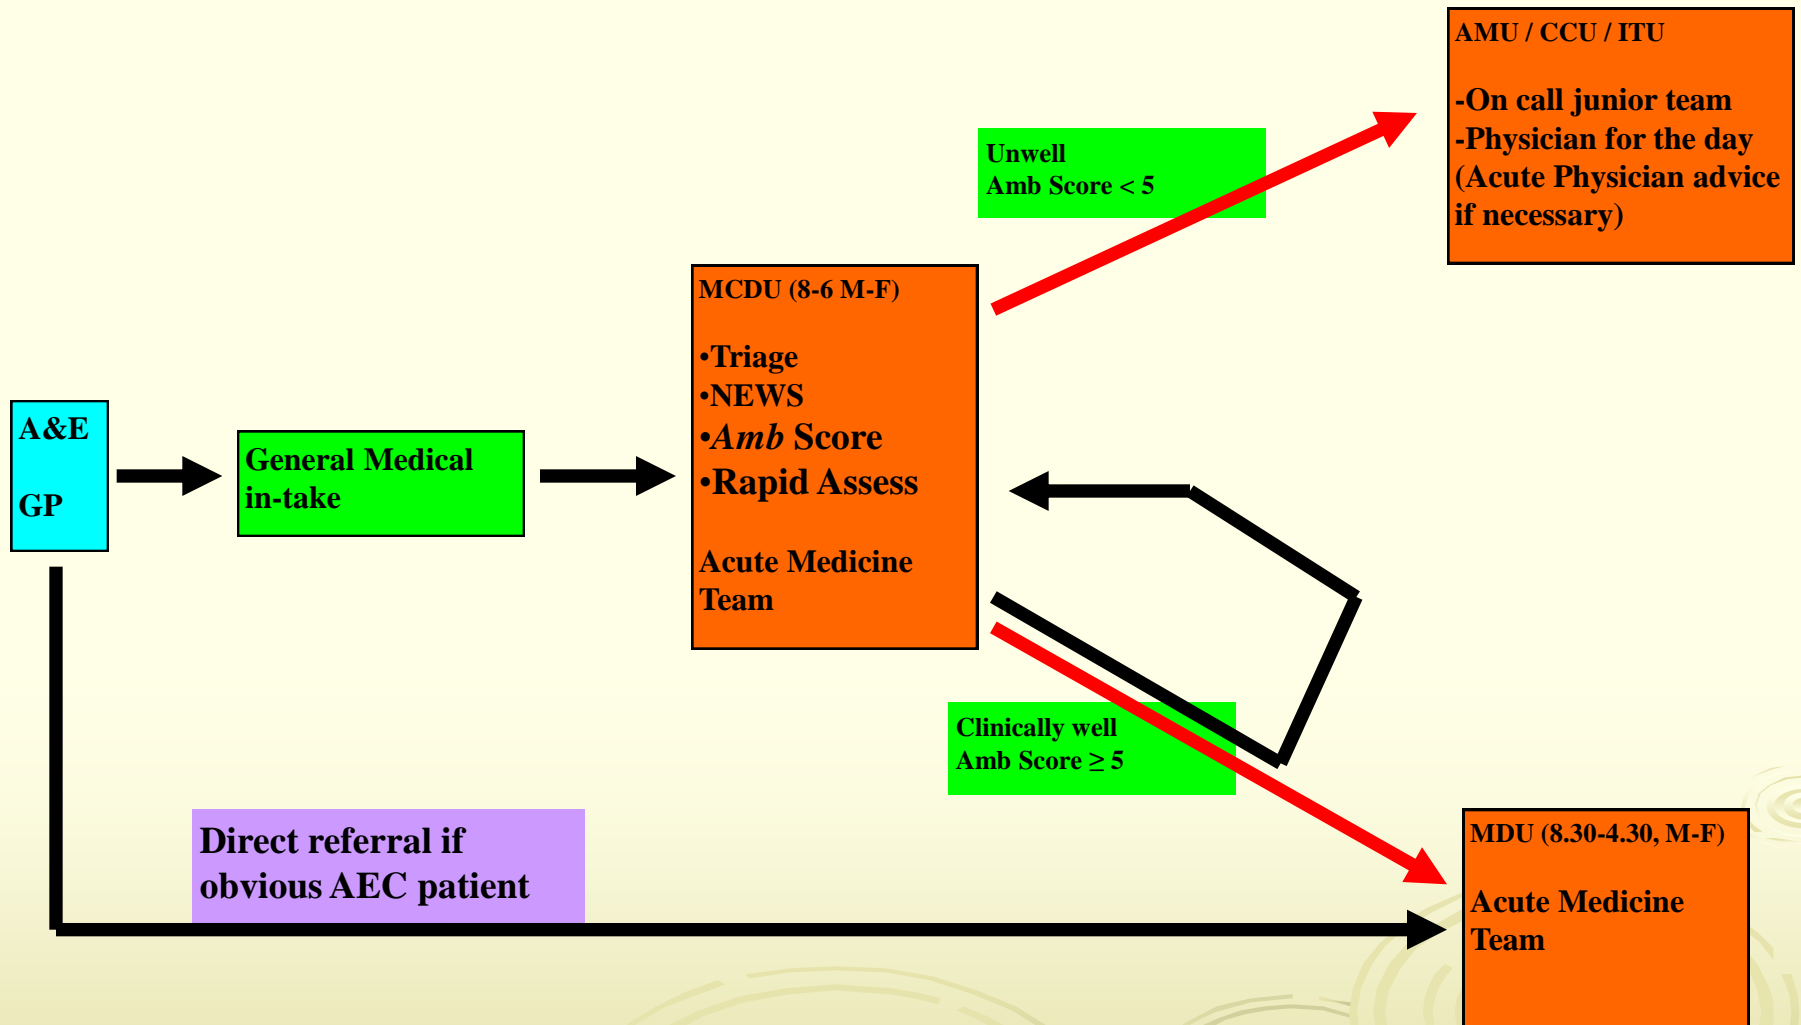 A&E
GP
General Medical
in-take
MCDU (8-6 M-F)
•Triage
•NEWS
•Amb Score
•Rapid Assess
Acute Medicine
Team
Unwell
Amb Score < 5
AMU / CCU / ITU
-On call junior team
-Physician for the day
(Acute Physician advice
if necessary)
Clinically well
Amb Score ≥ 5
Direct referral if
obvious AEC patient
MDU (8.30-4.30, M-F)
Acute Medicine
Team